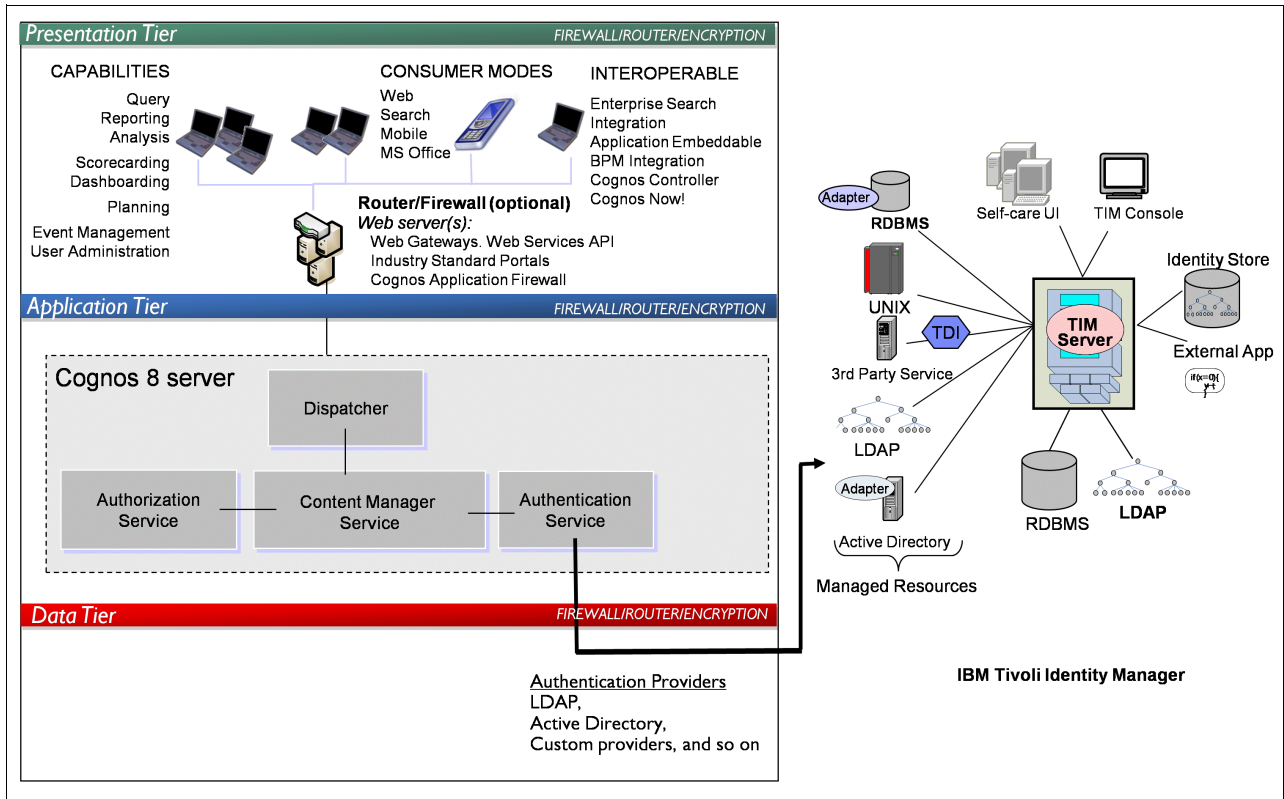 Presentation Tier
FIREWALL/ROUTER/ENCRYPTION
CAPABILITIES
Query
Reporting
Analysis
Scorecarding
Dashboarding
Planning
Event Management
User Administration
CONSUMER MODES
Web
Search
Mobile
MS Office
INTEROPERABLE
Enterprise Search
Integration
Application Embeddable
BPM Integration
Cognos Controller
Cognos Now!
Router/Firewall (optional)
Web server(s):
Web Gateways. Web Services API
Industry Standard Portals
Cognos Application Firewall
Application Tier
FIREWALL/ROUTER/ENCRYPTION
Cognos 8 server
Dispatcher
Authorization
Service
Content Manager
Service
Authentication
Service
Data Tier
FIREWALL/ROUTER/ENCRYPTION
Authentication Providers
LDAP,
Active Directory,
Custom providers, and so on
Adapter
RDBMS
UNIX
TDI
3rd Party Service
LDAP
Adapter
Active Directory
Managed Resources
Self-care UI
TIM Console
TIM
Server
Identity Store
External App
if(x=0){
y-t
}
RDBMS
LDAP
IBM Tivoli Identity Manager